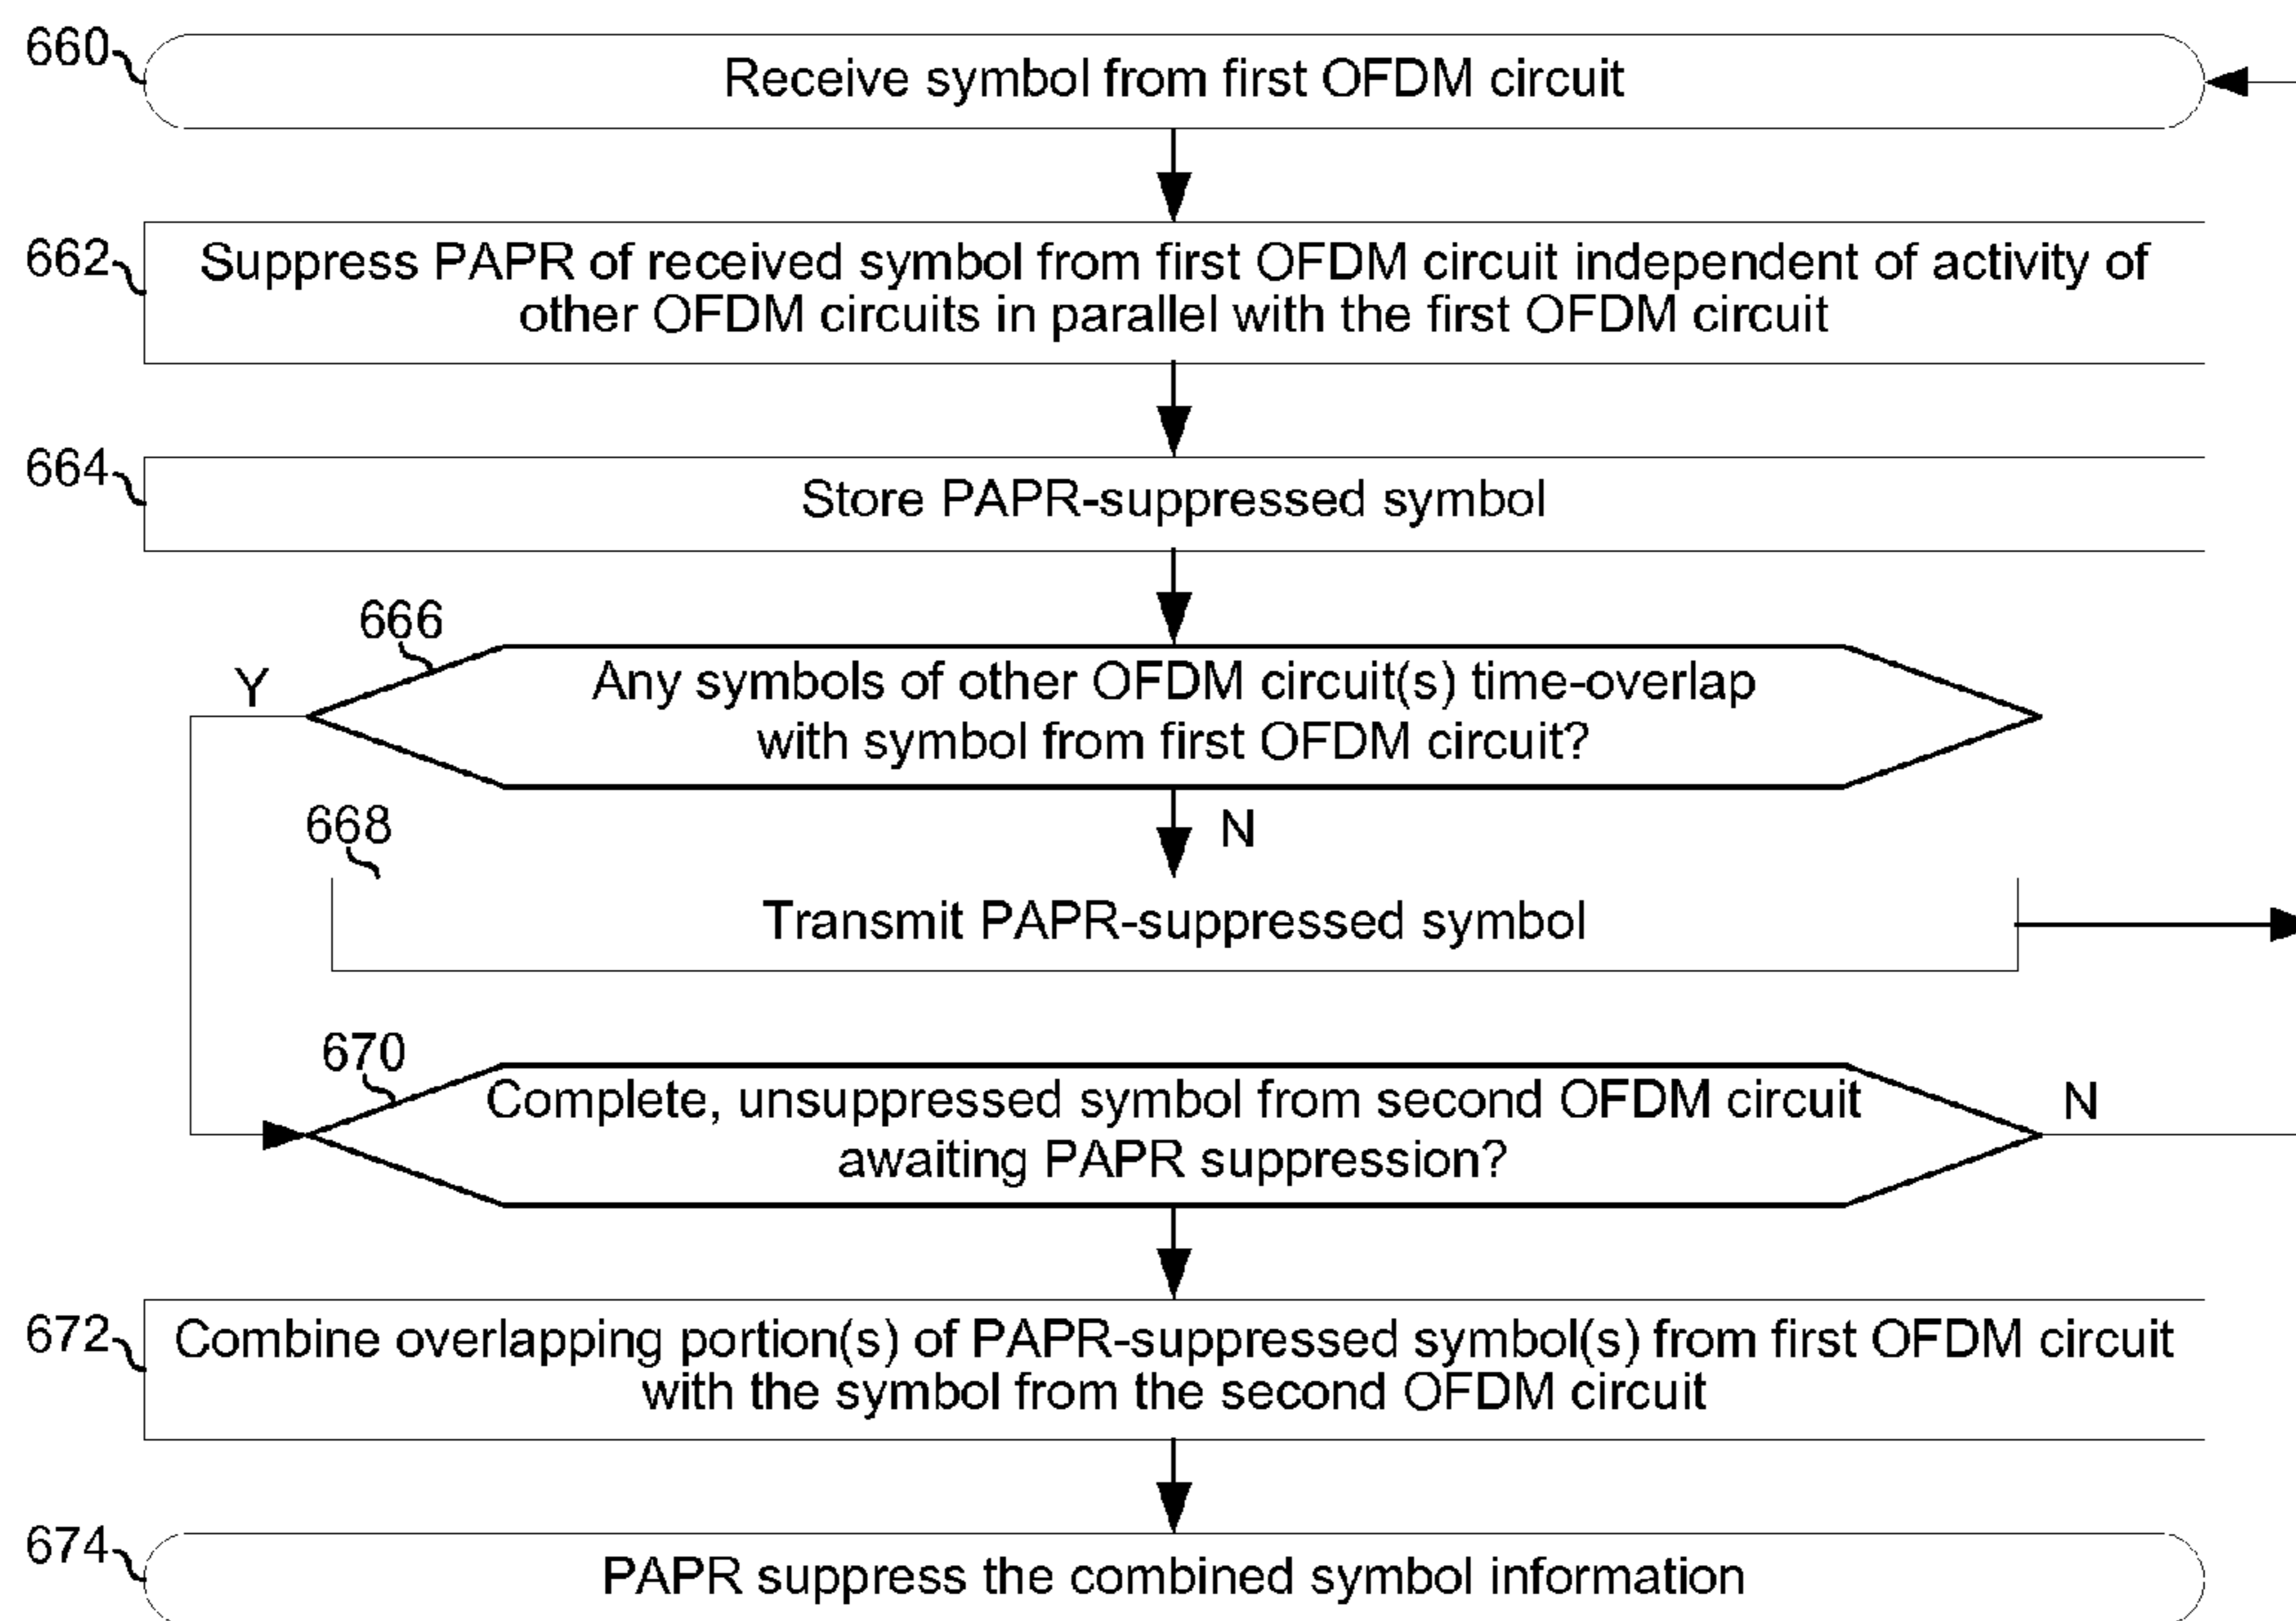 660
Receive symbol from first OFDM circuit
662
Suppress PAPR of received symbol from first OFDM circuit independent of activity of
other OFDM circuits in parallel with the first OFDM circuit
664
Store PAPR-suppressed symbol
666
Y
Any symbols of other OFDM circuit(s) time-overlap
with symbol from first OFDM circuit?
668
N
Transmit PAPR-suppressed symbol
670
Complete, unsuppressed symbol from second OFDM circuit
awaiting PAPR suppression?
N
672
Combine overlapping portion(s) of PAPR-suppressed symbol(s) from first OFDM circuit
with the symbol from the second OFDM circuit
674
PAPR suppress the combined symbol information